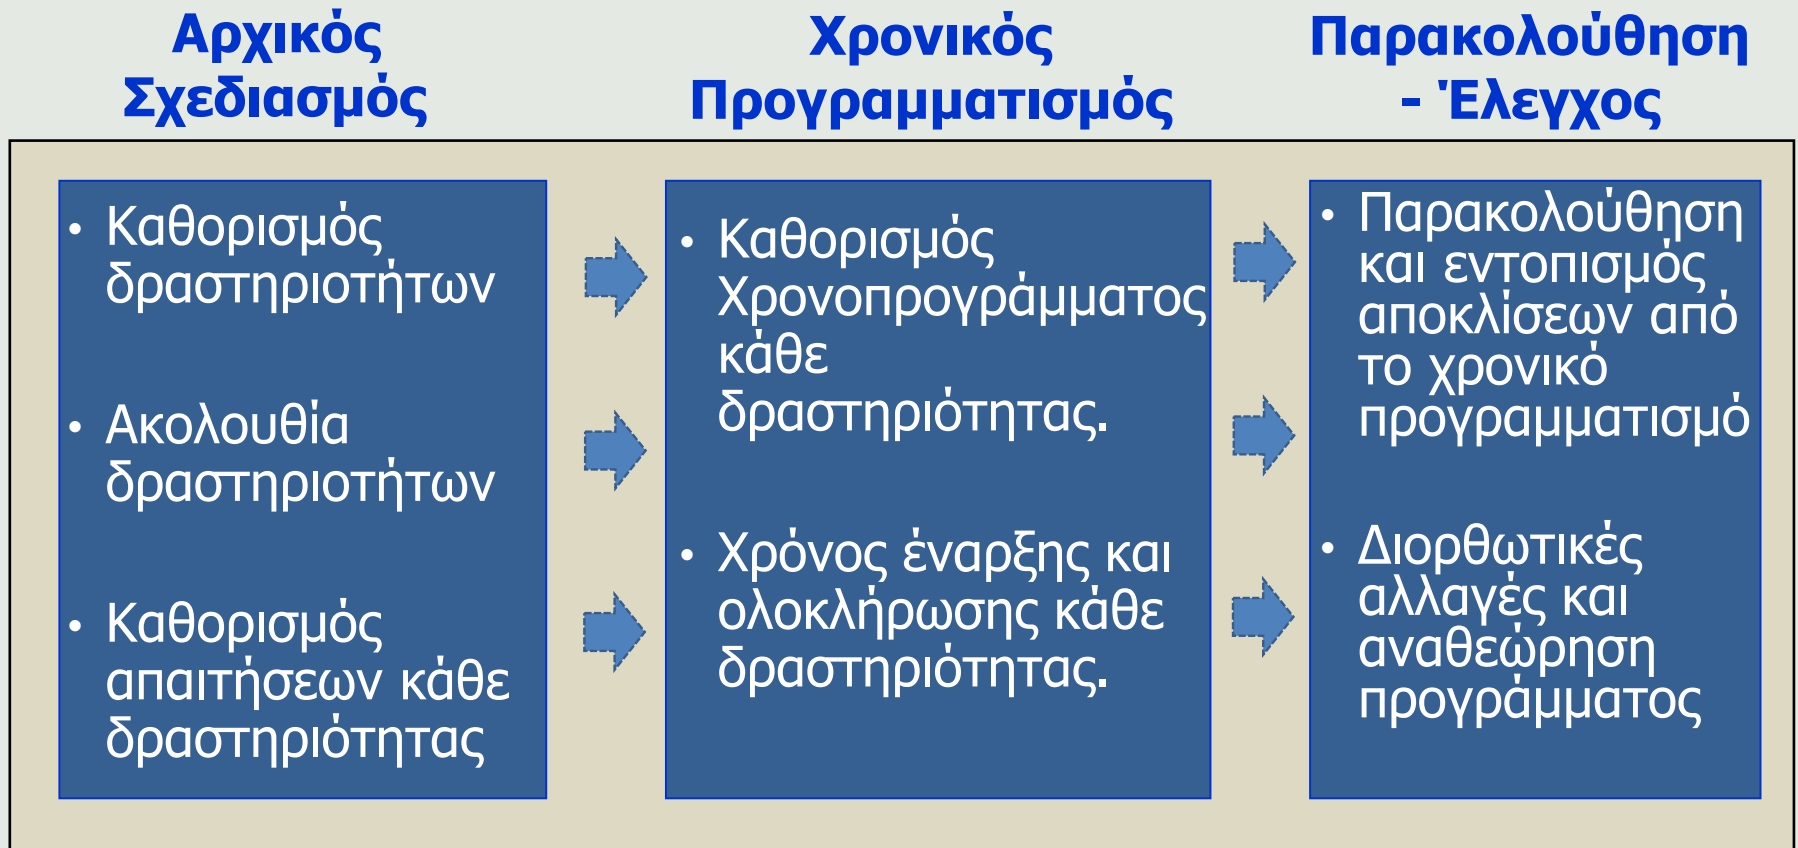 Αρχικός
Σχεδιασμός
Χρονικός
Προγραμματισμός
Παρακολούθηση
- Έλεγχος
• Καθορισμός
δραστηριοτήτων
• Ακολουθία
δραστηριοτήτων
• Καθορισμός
απαιτήσεων κάθε
δραστηριότητας
• Καθορισμός
Χρονοπρογράμματος
κάθε
δραστηριότητας.
• Χρόνος έναρξης και
ολοκλήρωσης κάθε
δραστηριότητας.
• Παρακολούθηση
και εντοπισμός
αποκλίσεων από
το χρονικό
προγραμματισμό
• Διορθωτικές
αλλαγές και
αναθεώρηση
προγράμματος